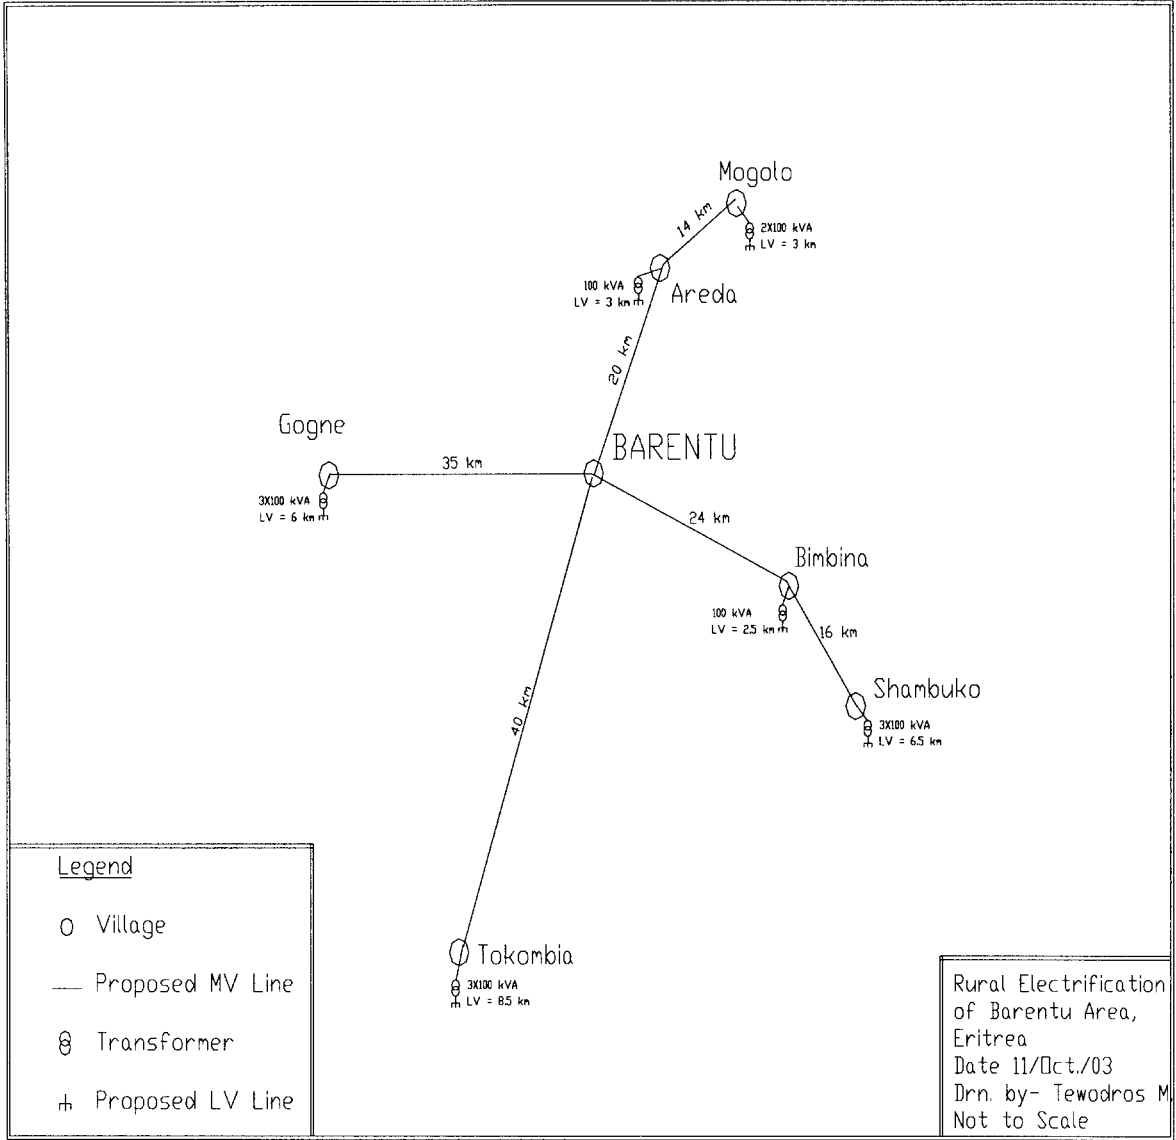 Mogolo
14 km
2X100 kVA
LV = 3 km
100 kVA
LV = 3 km
Areda
20 km
Gogne
BARENTU
35 km
3X100 kVA
LV = 6 km
24 km
Bimbina
100 kVA
LV = 2.5 km
16 km
Shambuko
3X100 kVA
LV = 6.5 km
40 km
Tokombia
3X100 kVA
LV = 8.5 km
Legend
Village
Proposed MV Line
Transformer
Proposed LV Line
Rural Electrification
of Barentu Area,
Eritrea
Date 11/Oct./03
Drn. by- Tewodros M.
Not to Scale